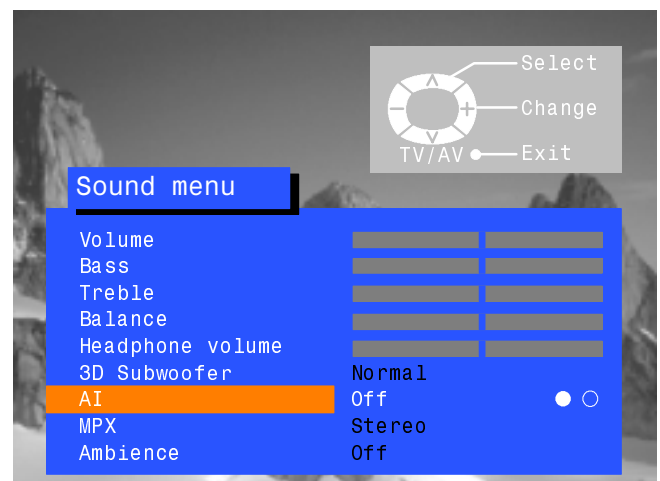 Select
Change
TV/AV Exit
Sound menu
Volume
Bass
Treble
Balance
Headphone volume
3D Subwoofer Normal
AI Off
MPX Stereo
Ambience Off